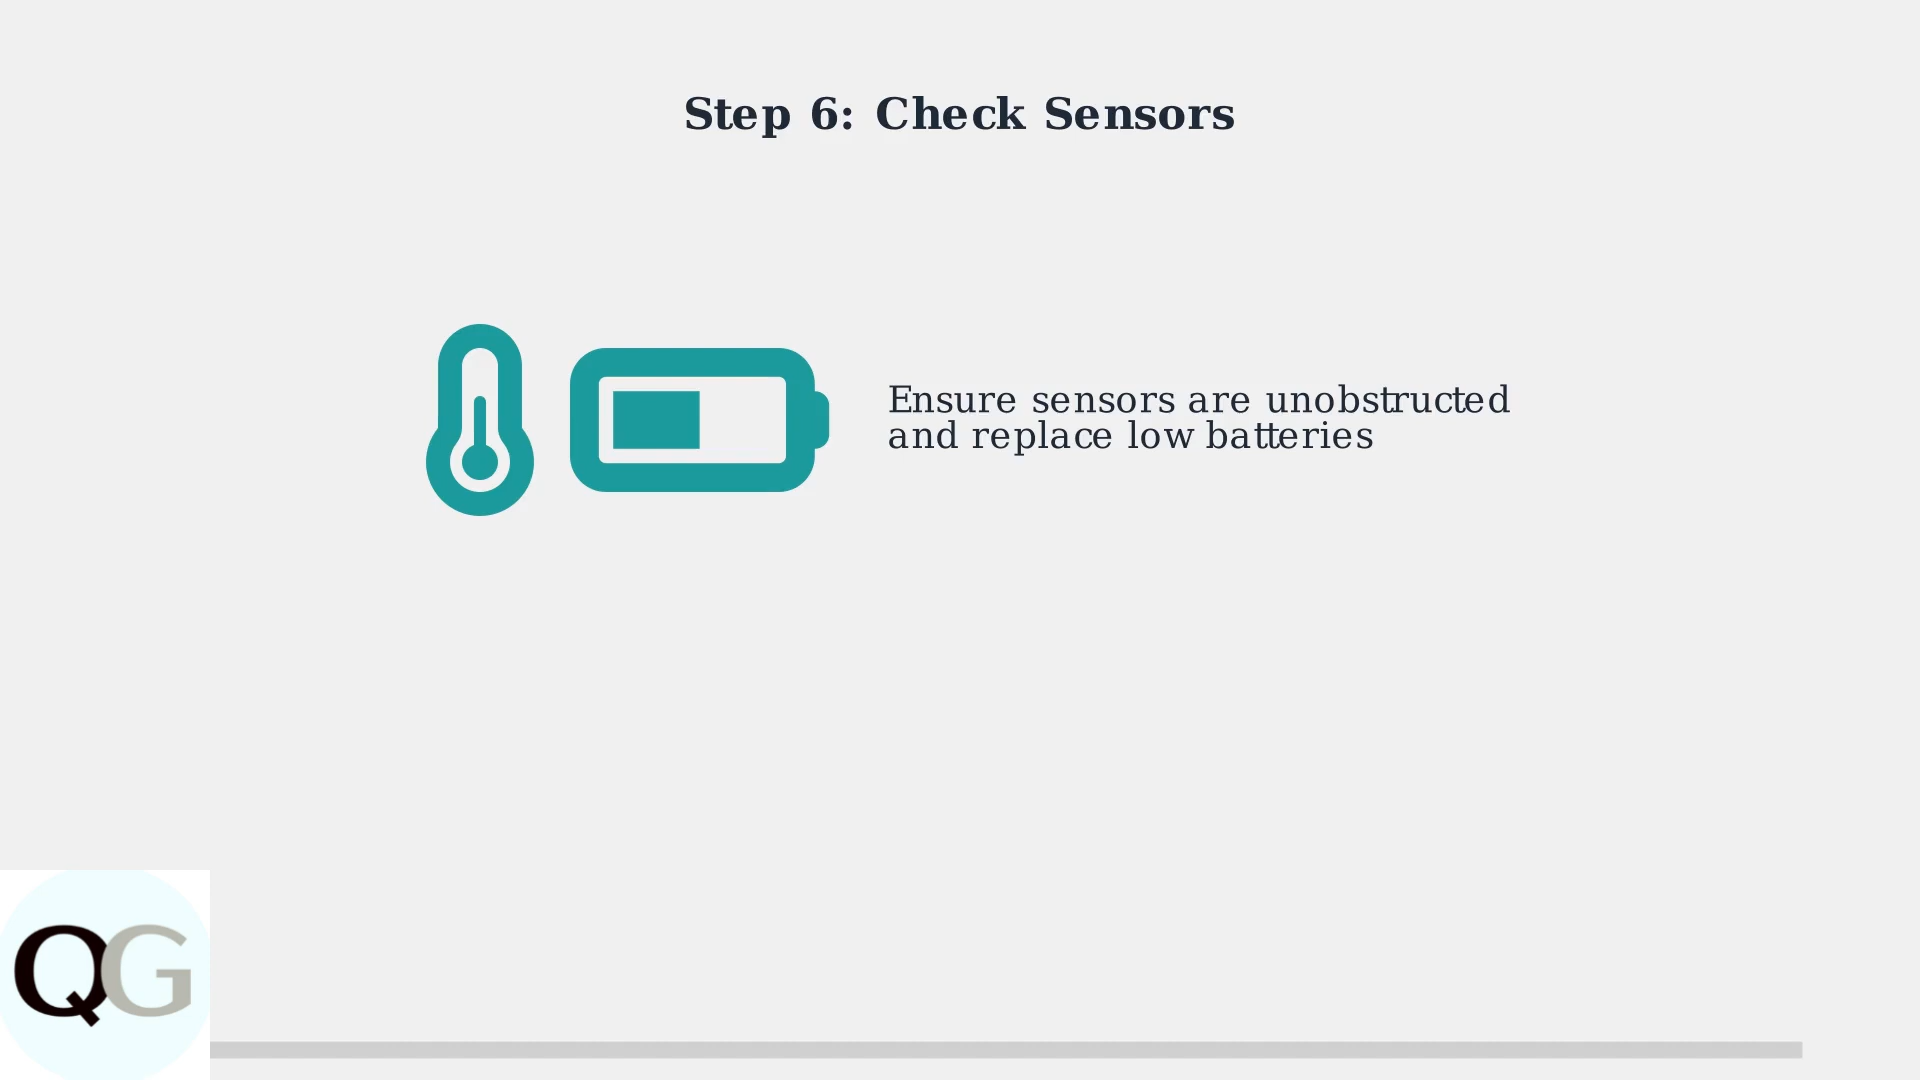 Step 6: Check Sensors
Ensure sensors are unobstructed
and replace low batteries
QG